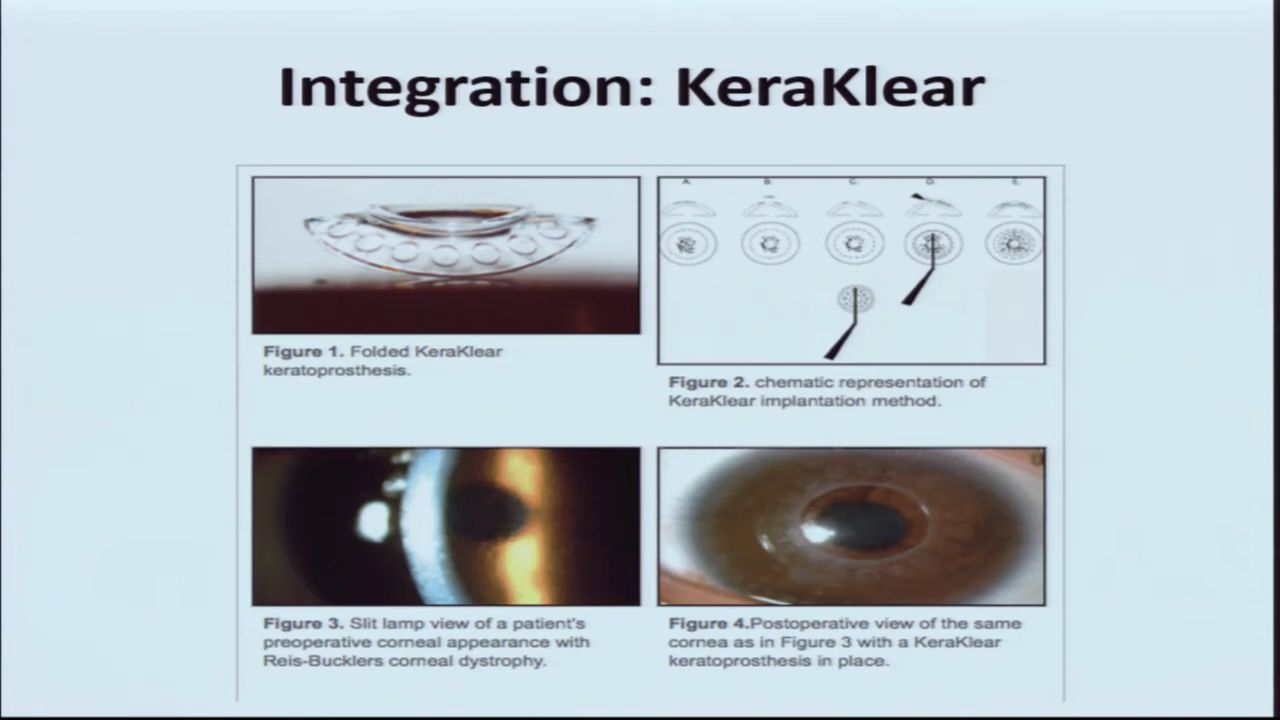 Integration: KeraKlear
A. B. C. D. E.
Figure 1. Folded KeraKlear
keratoprosthesis.
Figure 2. chematic representation of
KeraKlear implantation method.
Figure 3. Slit lamp view of a patient's
preoperative corneal appearance with
Reis-Bucklers corneal dystrophy.
Figure 4.Postoperative view of the same
cornea as in Figure 3 with a KeraKlear
keratoprosthesis in place.